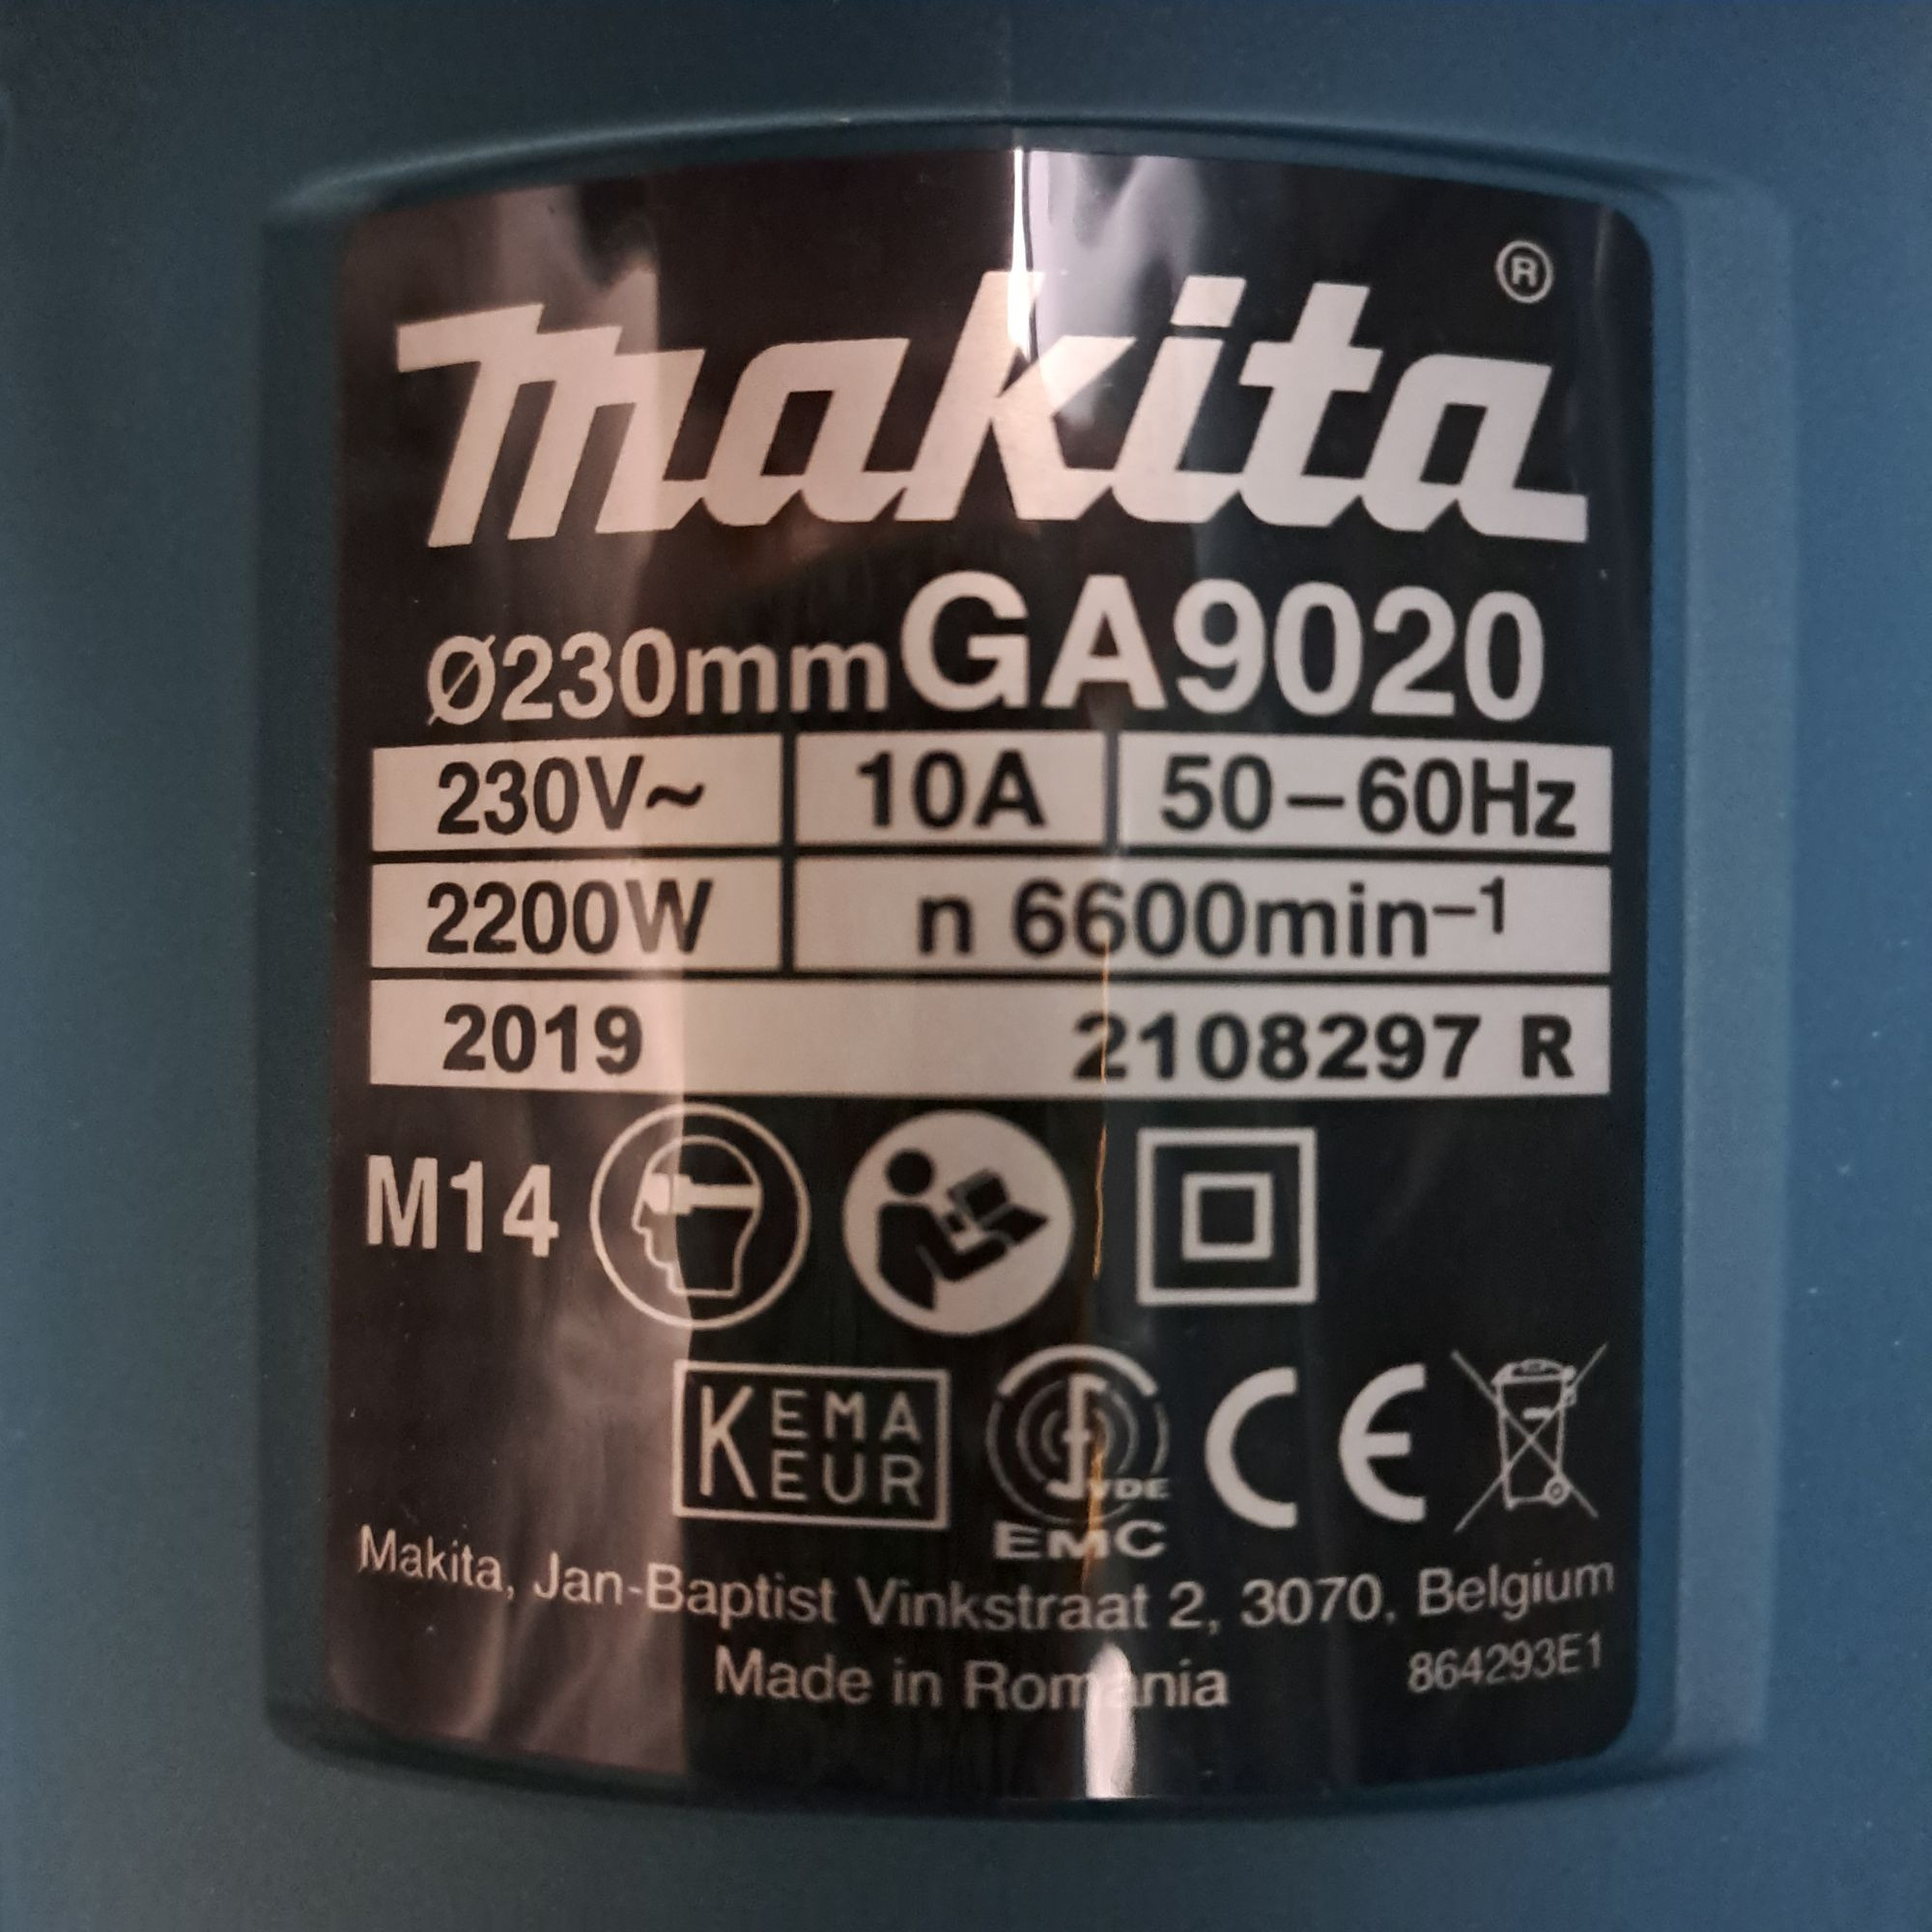 makita ®
Ø230mm GA9020
230V~ 10A 50–60Hz
2200W n 6600min–1
2019 2108297 R
M14
KEMA
KEUR
VDE
EMC
CE
Makita, Jan-Baptist Vinkstraat 2, 3070, Belgium
Made in Romania 864293E1